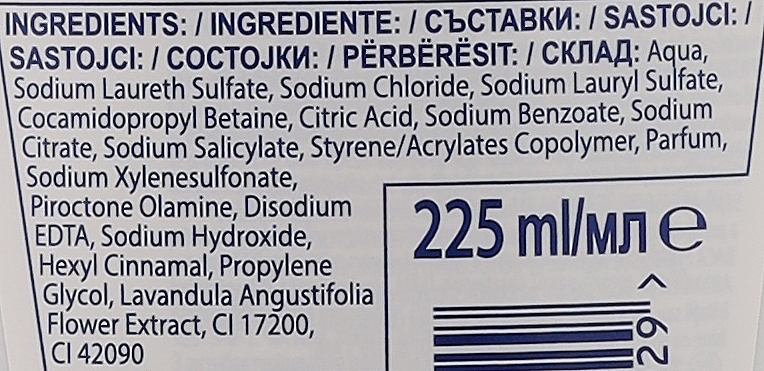 INGREDIENTS: / INGREDIENTE: / СЪСТАВКИ: / SASTOJCI: /
SASTOJCI: / СОСТОЈКИ: / PËRBËRËSIT: / СКЛАД: Aqua,
Sodium Laureth Sulfate, Sodium Chloride, Sodium Lauryl Sulfate,
Cocamidopropyl Betaine, Citric Acid, Sodium Benzoate, Sodium
Citrate, Sodium Salicylate, Styrene/Acrylates Copolymer, Parfum,
Sodium Xylenesulfonate,
Piroctone Olamine, Disodium
EDTA, Sodium Hydroxide,
Hexyl Cinnamal, Propylene
Glycol, Lavandula Angustifolia
Flower Extract, CI 17200,
CI 42090
225 ml/мл e
29 >